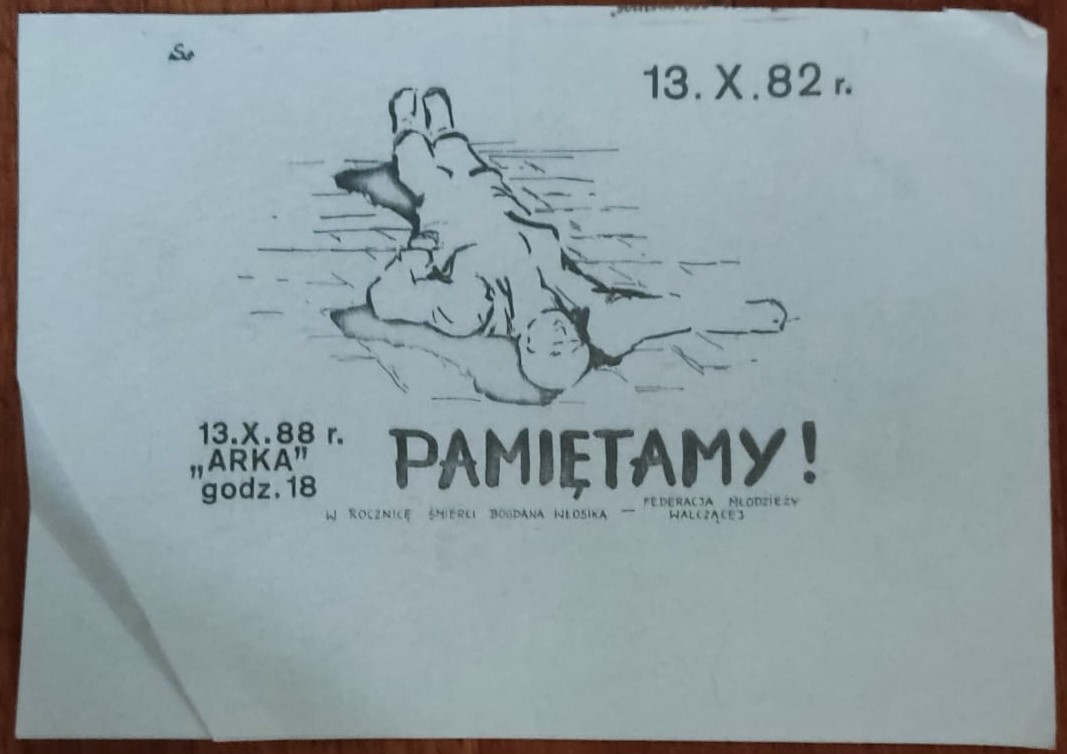 13. X. 82 r.
13.X.88 r.
„ARKA”
godz. 18
PAMIĘTAMY!
W ROCZNICĘ ŚMIERCI BOGDANA WŁOSIKA — FEDERACJA MŁODZIEŻY
WALCZĄCEJ